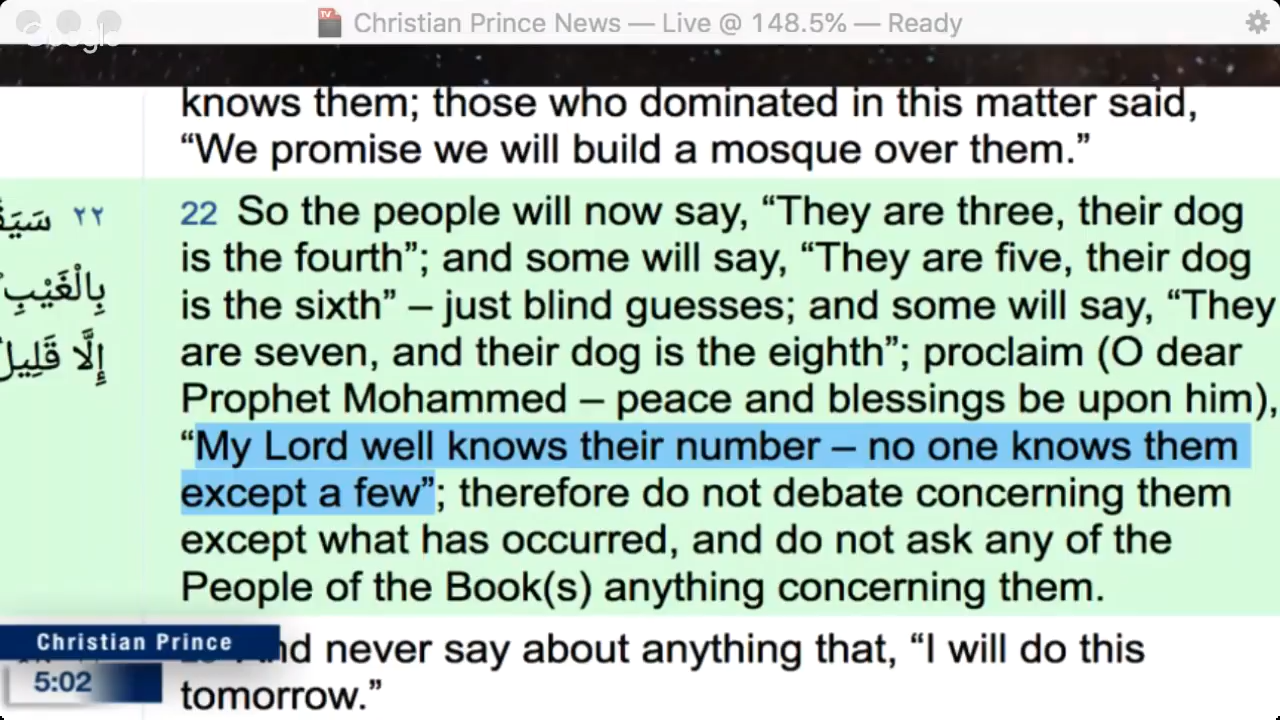 Christian Prince News — Live @ 148.5% — Ready
Google
knows them; those who dominated in this matter said,
“We promise we will build a mosque over them.”
22 So the people will now say, “They are three, their dog
is the fourth”; and some will say, “They are five, their dog
is the sixth” – just blind guesses; and some will say, “They
are seven, and their dog is the eighth”; proclaim (O dear
Prophet Mohammed – peace and blessings be upon him),
“My Lord well knows their number – no one knows them
except a few”; therefore do not debate concerning them
except what has occurred, and do not ask any of the
People of the Book(s) anything concerning them.
٢٢
بِالْغَيْبِ
إِلَّا قَلِيلٌ
never say about anything that, “I will do this
tomorrow.”
Christian Prince
5:02